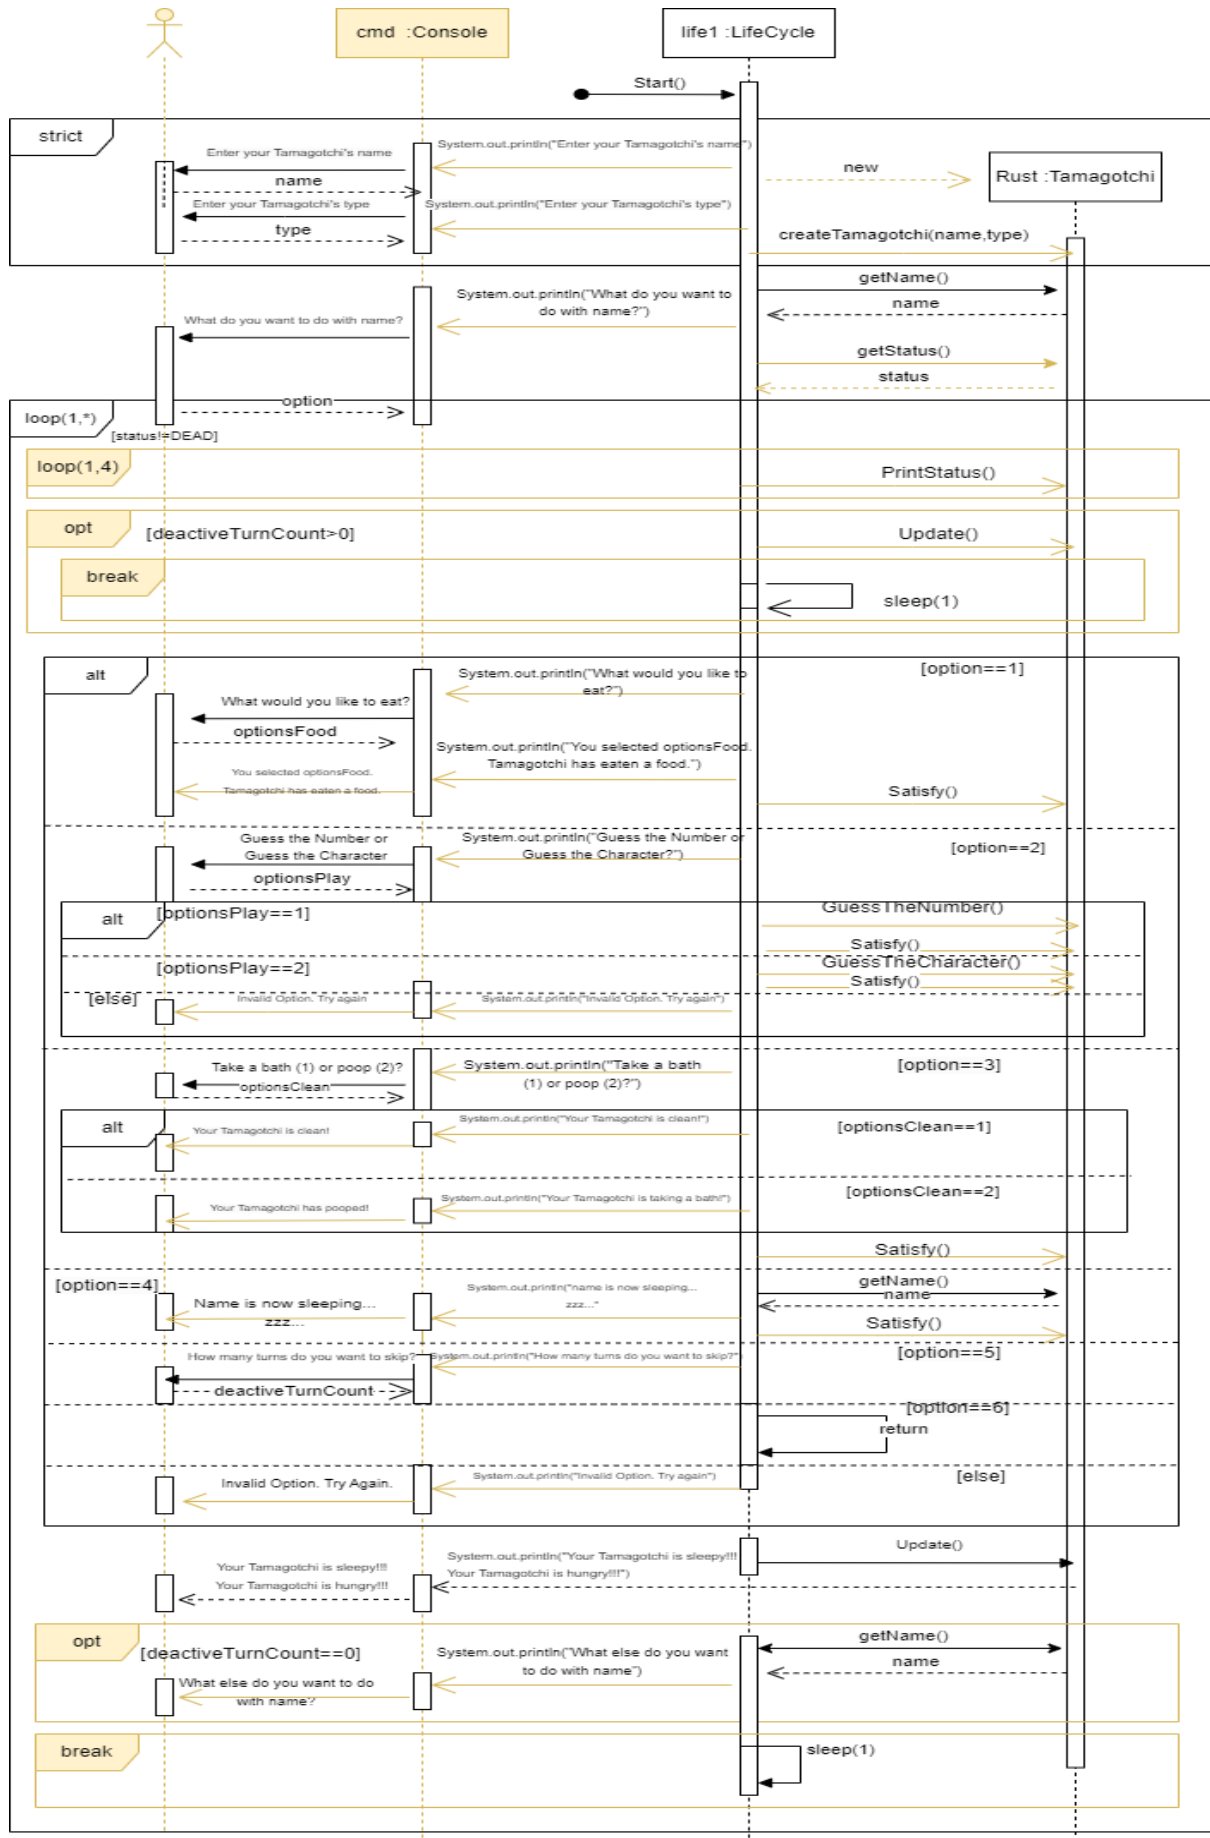 cmd :Console
life1 :LifeCycle
Start()
strict
System.out.println("Enter your Tamagotchi's name")
Enter your Tamagotchi's name
new
Rust :Tamagotchi
name
Enter your Tamagotchi's type
System.out.println("Enter your Tamagotchi's type")
type
createTamagotchi(name,type)
getName()
System.out.println("What do you want to
do with name?")
name
What do you want to do with name?
getStatus()
status
option
loop(1,*)
[status!=DEAD]
loop(1,4)
PrintStatus()
opt
[deactiveTurnCount>0]
Update()
break
sleep(1)
alt
System.out.println("What would you like to
eat?")
[option==1]
What would you like to eat?
optionsFood
System.out.println("You selected optionsFood.
Tamagotchi has eaten a food.")
You selected optionsFood.
Tamagotchi has eaten a food.
Satisfy()
Guess the Number or
Guess the Character
System.out.println("Guess the Number or
Guess the Character?")
[option==2]
optionsPlay
alt
[optionsPlay==1]
GuessTheNumber()
Satisfy()
[optionsPlay==2]
GuessTheCharacter()
Satisfy()
[else]
Invalid Option. Try again
System.out.println("Invalid Option. Try again")
Take a bath (1) or poop (2)?
System.out.println("Take a bath
(1) or poop (2)?")
[option==3]
optionsClean
alt
System.out.println("Your Tamagotchi is clean!")
Your Tamagotchi is clean!
[optionsClean==1]
System.out.println("Your Tamagotchi is taking a bath!")
[optionsClean==2]
Your Tamagotchi has pooped!
Satisfy()
[option==4]
getName()
name
System.out.println("name is now sleeping...
zzz..."
Name is now sleeping...
zzz...
Satisfy()
How many turns do you want to skip?
System.out.println("How many turns do you want to skip?")
[option==5]
deactiveTurnCount
[option==6]
return
Invalid Option. Try Again.
System.out.println("Invalid Option. Try again")
[else]
Update()
System.out.println("Your Tamagotchi is sleepy!!!
Your Tamagotchi is hungry!!!")
Your Tamagotchi is sleepy!!!
Your Tamagotchi is hungry!!!
opt
[deactiveTurnCount==0]
System.out.println("What else do you want
to do with name")
getName()
name
What else do you want to do
with name?
break
sleep(1)